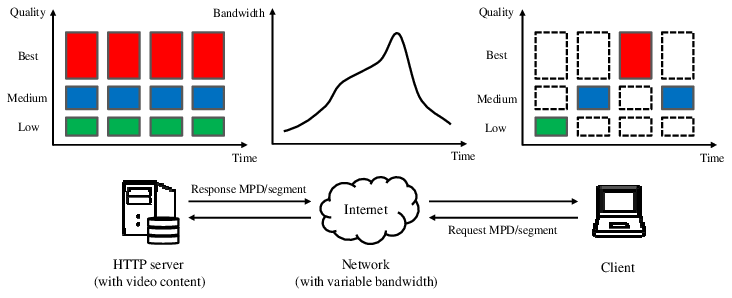 Quality
Best
Medium
Low
Time
Bandwidth
Time
Quality
Best
Medium
Low
Time
Response MPD/segment
Internet
Request MPD/segment
HTTP server
(with video content)
Network
(with variable bandwidth)
Client